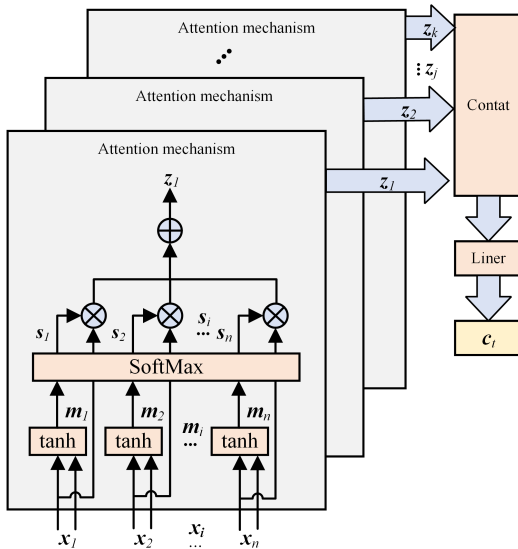 Attention mechanism
z_k
z_j
Attention mechanism
z_2
Contat
Attention mechanism
z_1
z_1
Liner
s_1 s_2 s_i ... s_n
c_t
SoftMax
m_1 m_2 m_i ... m_n
tanh tanh tanh
x_1 x_2 x_i ... x_n